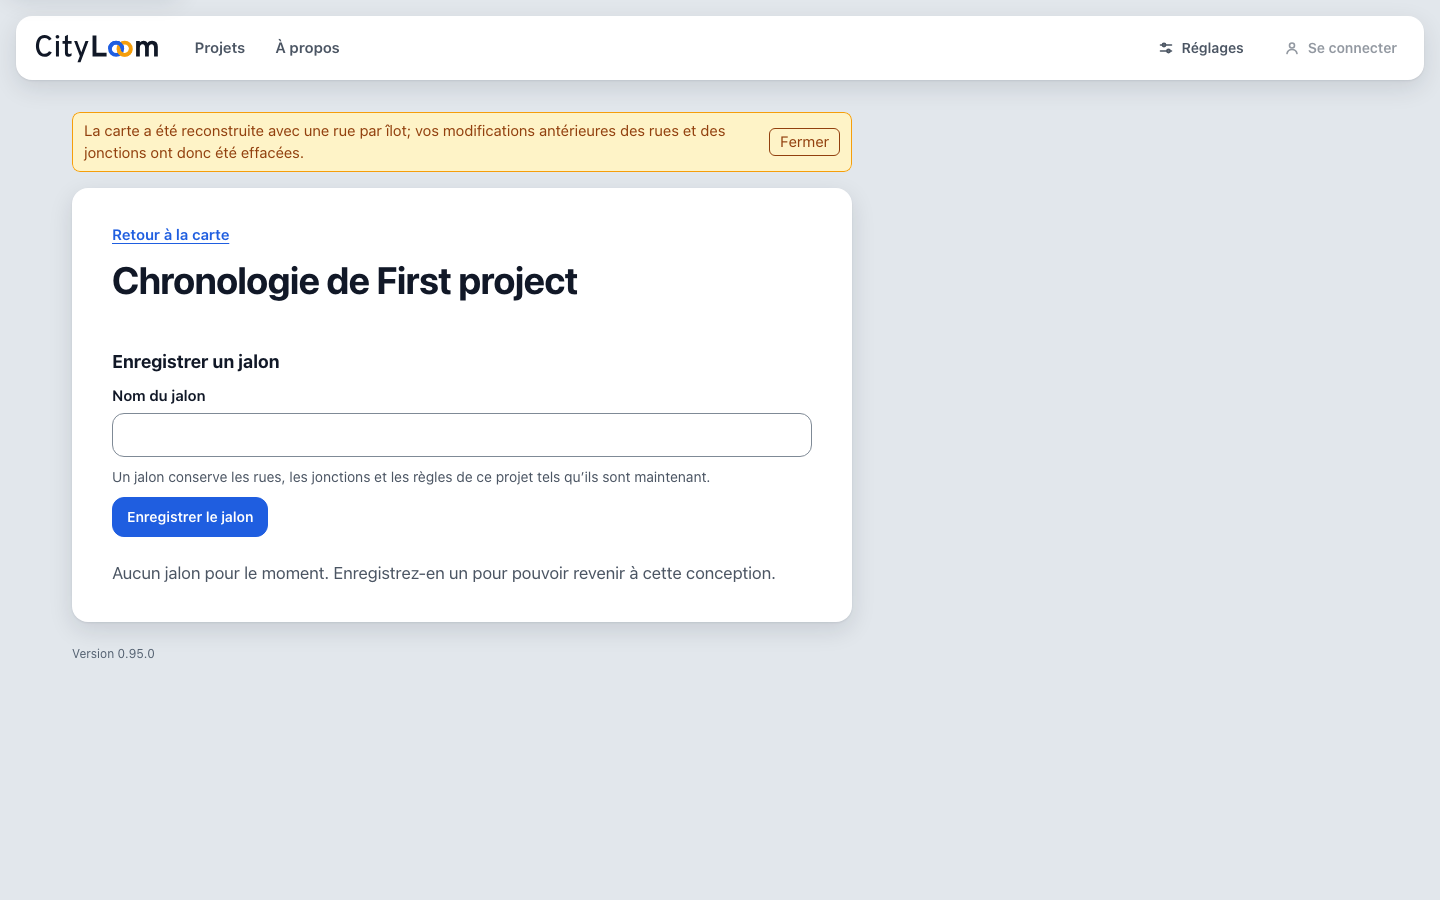 CityLoom
Projets
À propos
Réglages
Se connecter
La carte a été reconstruite avec une rue par îlot; vos modifications antérieures des rues et des
jonctions ont donc été effacées.
Fermer
Retour à la carte
Chronologie de First project
Enregistrer un jalon
Nom du jalon
Un jalon conserve les rues, les jonctions et les règles de ce projet tels qu’ils sont maintenant.
Enregistrer le jalon
Aucun jalon pour le moment. Enregistrez-en un pour pouvoir revenir à cette conception.
Version 0.95.0